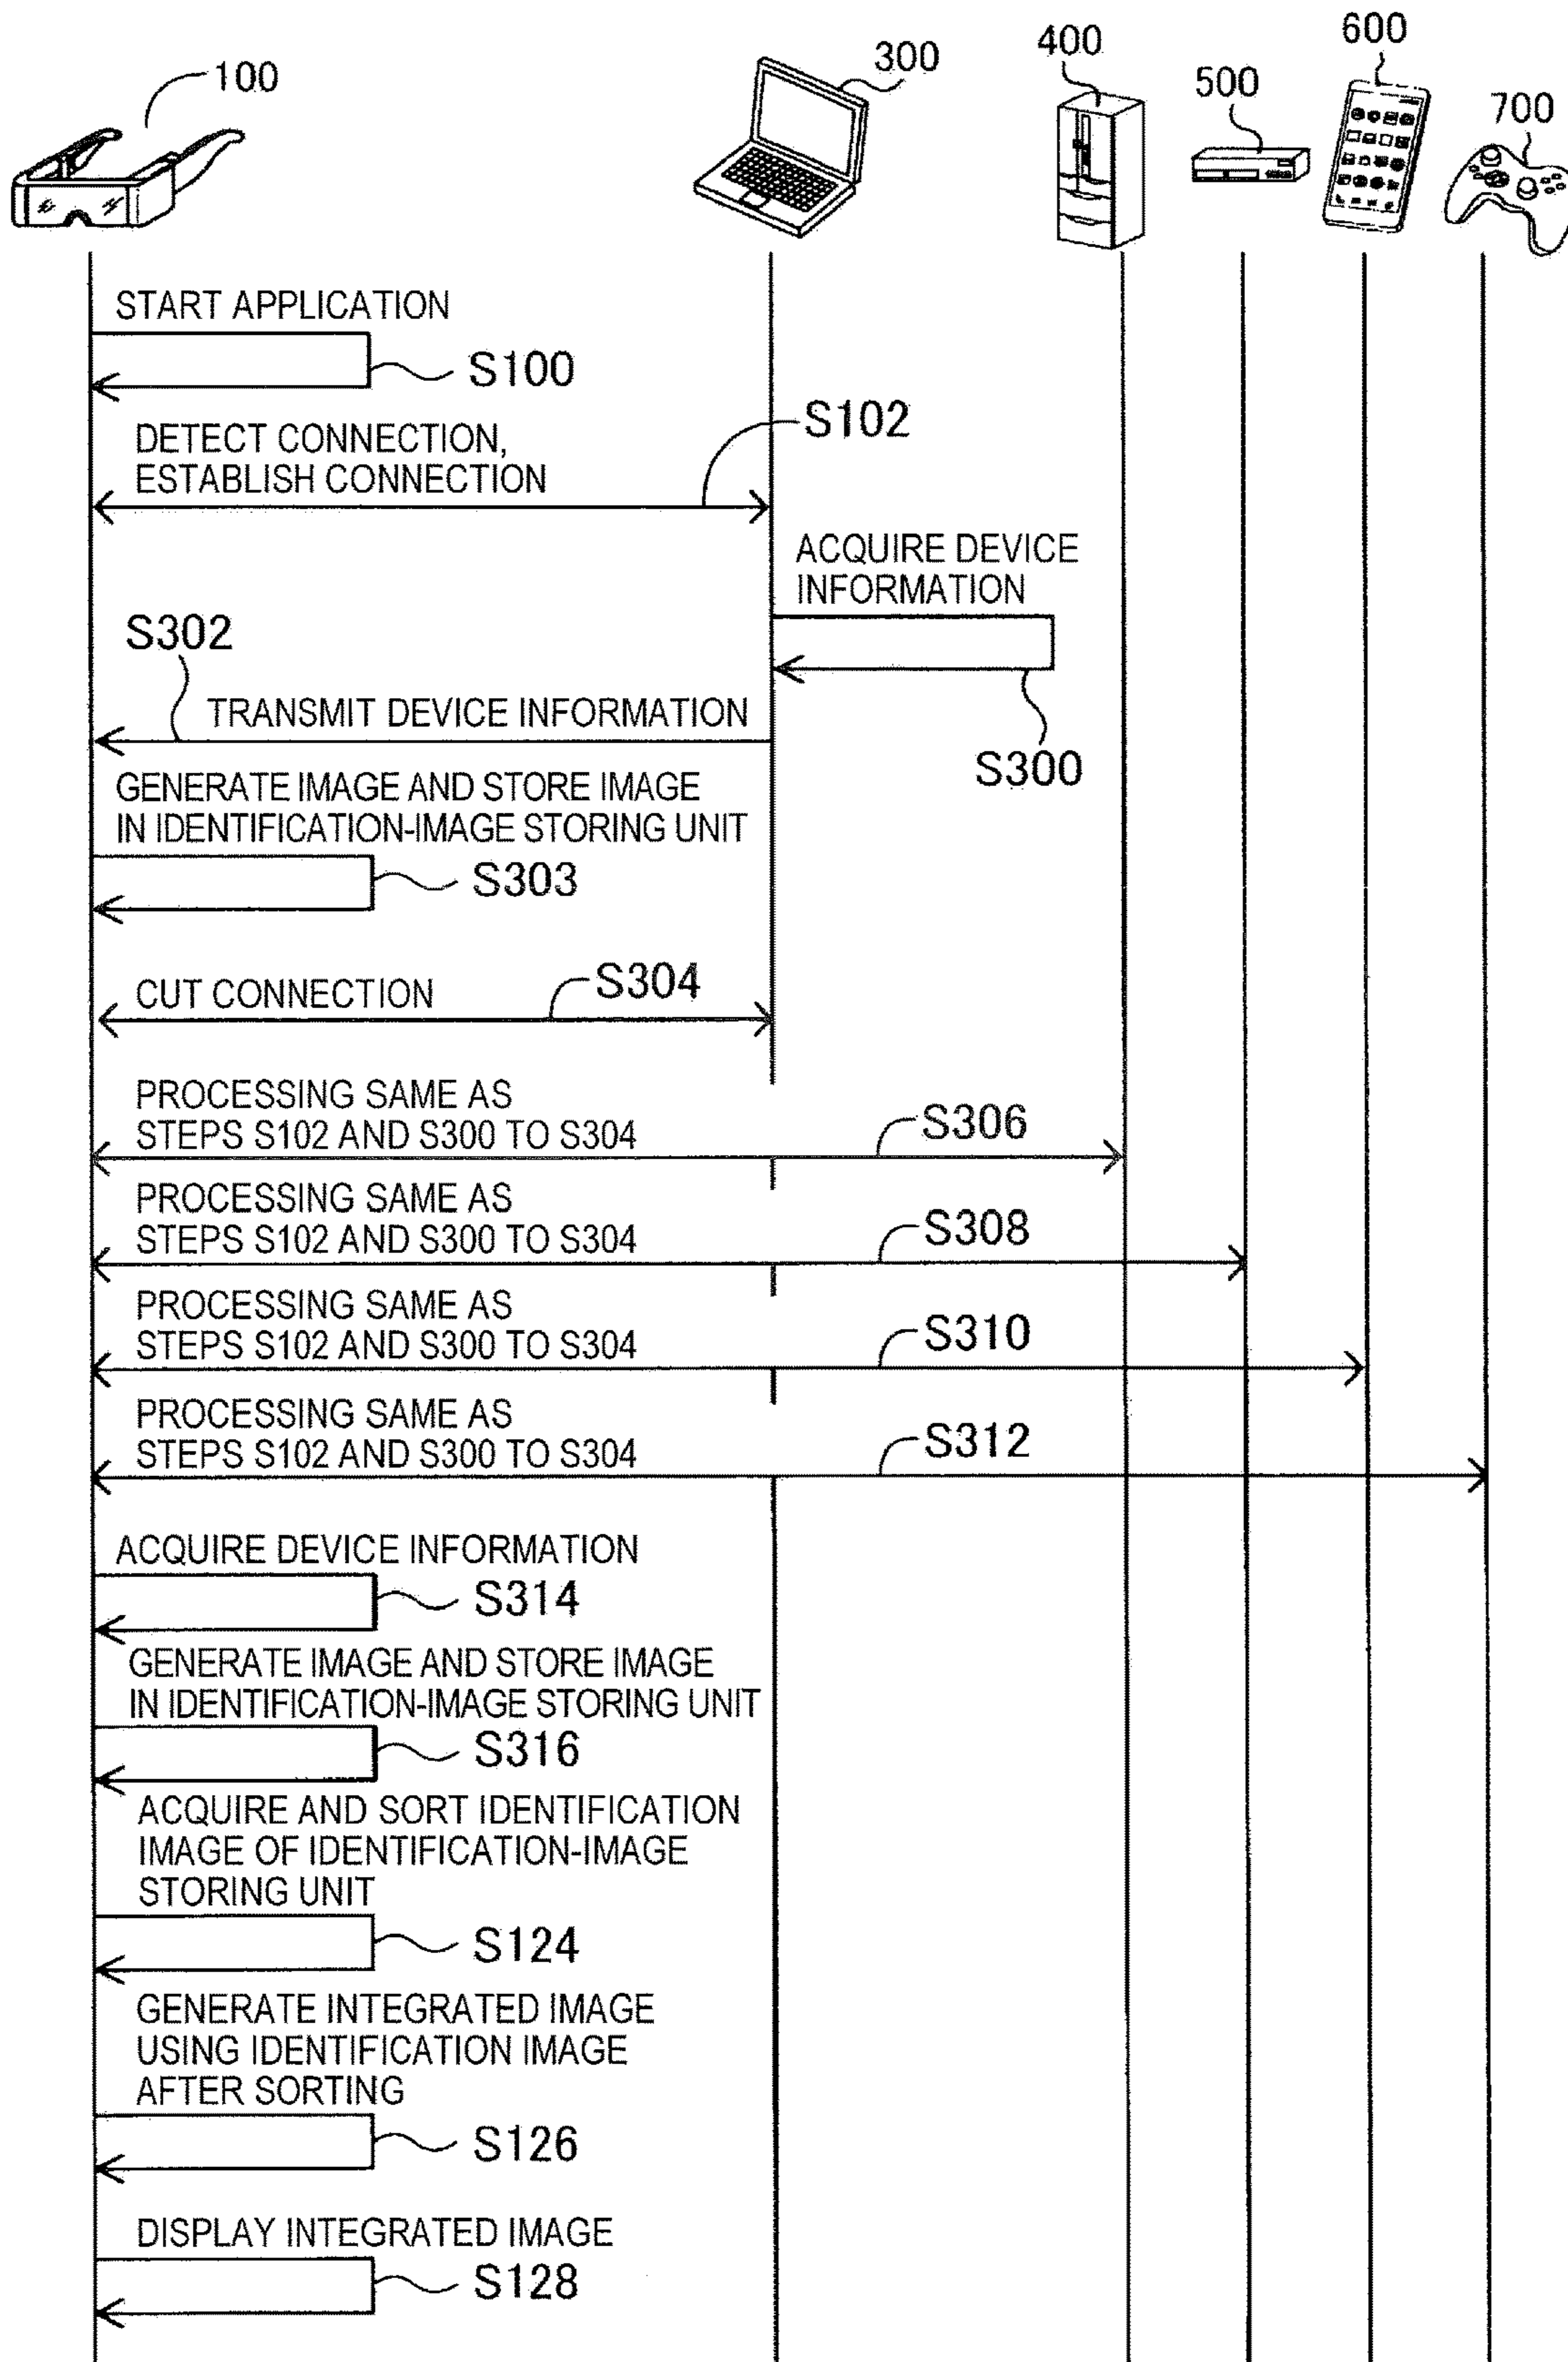 100
300
400
500
600
700
START APPLICATION
S100
DETECT CONNECTION,
ESTABLISH CONNECTION
S102
ACQUIRE DEVICE
INFORMATION
S300
S302
TRANSMIT DEVICE INFORMATION
GENERATE IMAGE AND STORE IMAGE
IN IDENTIFICATION-IMAGE STORING UNIT
S303
CUT CONNECTION
S304
PROCESSING SAME AS
STEPS S102 AND S300 TO S304
S306
PROCESSING SAME AS
STEPS S102 AND S300 TO S304
S308
PROCESSING SAME AS
STEPS S102 AND S300 TO S304
S310
PROCESSING SAME AS
STEPS S102 AND S300 TO S304
S312
ACQUIRE DEVICE INFORMATION
S314
GENERATE IMAGE AND STORE IMAGE
IN IDENTIFICATION-IMAGE STORING UNIT
S316
ACQUIRE AND SORT IDENTIFICATION
IMAGE OF IDENTIFICATION-IMAGE
STORING UNIT
S124
GENERATE INTEGRATED IMAGE
USING IDENTIFICATION IMAGE
AFTER SORTING
S126
DISPLAY INTEGRATED IMAGE
S128